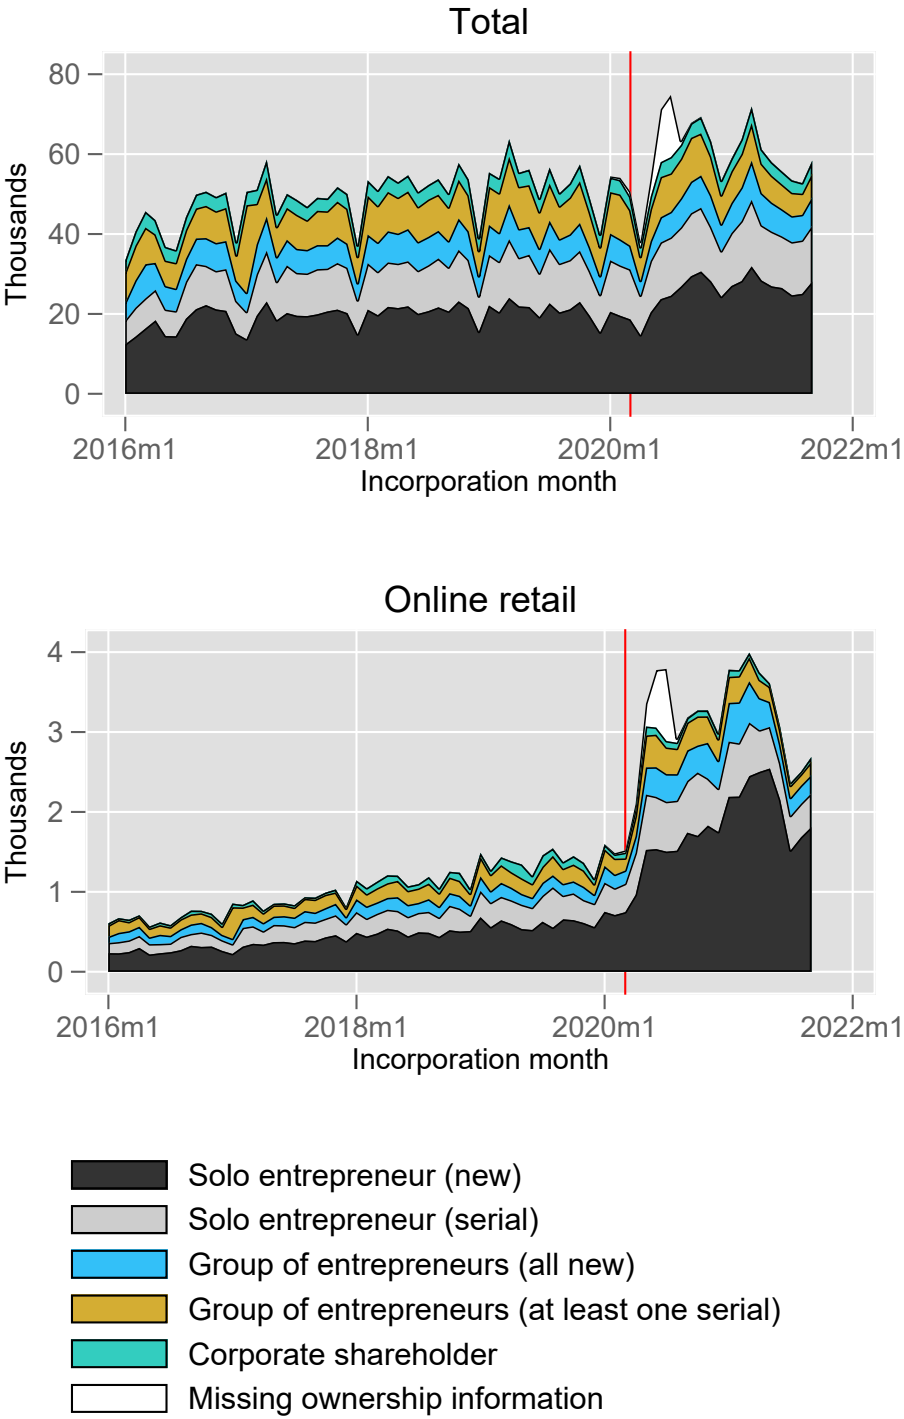 Total
Thousands
80
60
40
20
0
2016m1 2018m1 2020m1 2022m1
Incorporation month
Online retail
Thousands
4
3
2
1
0
2016m1 2018m1 2020m1 2022m1
Incorporation month
Solo entrepreneur (new)
Solo entrepreneur (serial)
Group of entrepreneurs (all new)
Group of entrepreneurs (at least one serial)
Corporate shareholder
Missing ownership information